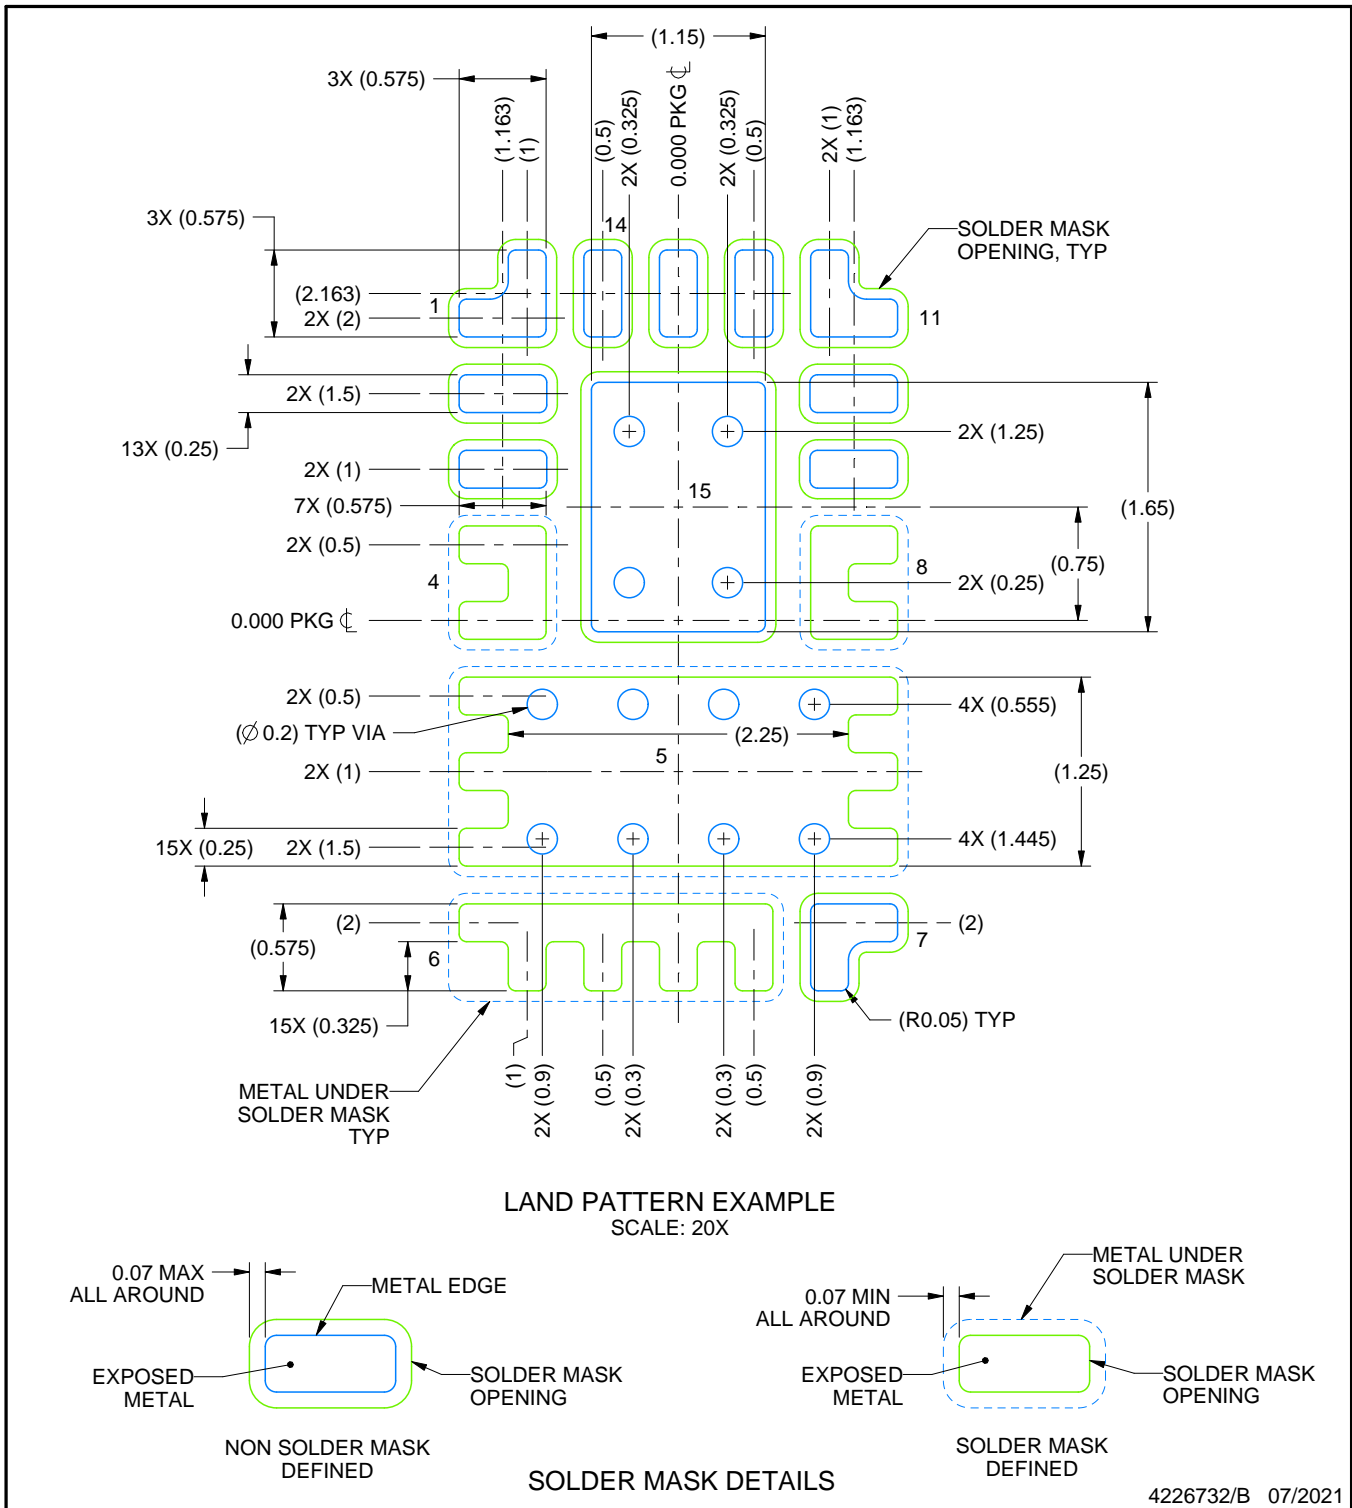 (1.15)
3X (0.575)
(1.163)
(1)
(0.5)
2X (0.325)
0.000 PKG ℄
2X (0.325)
(0.5)
2X (1)
(1.163)
3X (0.575)
14
SOLDER MASK
OPENING, TYP
(2.163)
1
2X (2)
11
2X (1.5)
13X (0.25)
2X (1.25)
2X (1)
15
7X (0.575)
(1.65)
2X (0.5)
(0.75)
4
8
2X (0.25)
0.000 PKG ℄
2X (0.5)
4X (0.555)
(∅ 0.2) TYP VIA
(2.25)
5
2X (1)
(1.25)
15X (0.25)
2X (1.5)
4X (1.445)
(2)
(2)
(0.575)
6
7
15X (0.325)
(R0.05) TYP
(1)
2X (0.9)
(0.5)
2X (0.3)
2X (0.3)
(0.5)
2X (0.9)
METAL UNDER
SOLDER MASK
TYP
LAND PATTERN EXAMPLE
SCALE: 20X
0.07 MAX
ALL AROUND
METAL EDGE
EXPOSED
METAL
SOLDER MASK
OPENING
NON SOLDER MASK
DEFINED
0.07 MIN
ALL AROUND
METAL UNDER
SOLDER MASK
EXPOSED
METAL
SOLDER MASK
OPENING
SOLDER MASK
DEFINED
SOLDER MASK DETAILS
4226732/B 07/2021